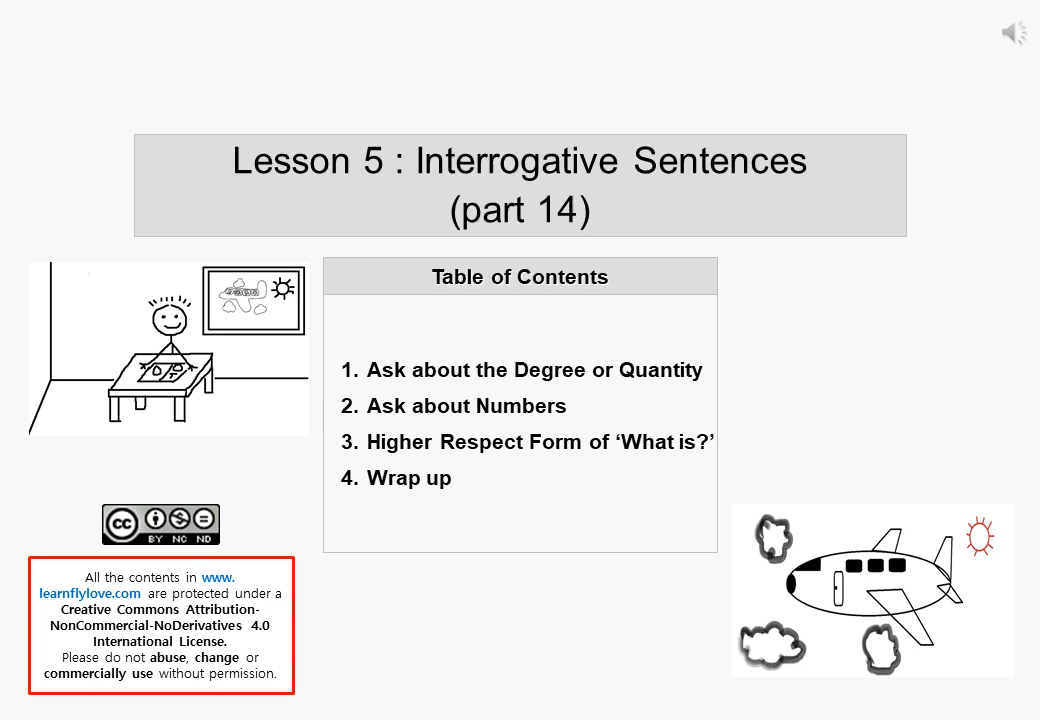 Lesson 5 : Interrogative Sentences
(part 14)
Table of Contents
1. Ask about the Degree or Quantity
2. Ask about Numbers
3. Higher Respect Form of ‘What is?’
4. Wrap up
cc
BY NC ND
All the contents in www.
learnflylove.com are protected under a
Creative Commons Attribution-
NonCommercial-NoDerivatives 4.0
International License.
Please do not abuse, change or
commercially use without permission.